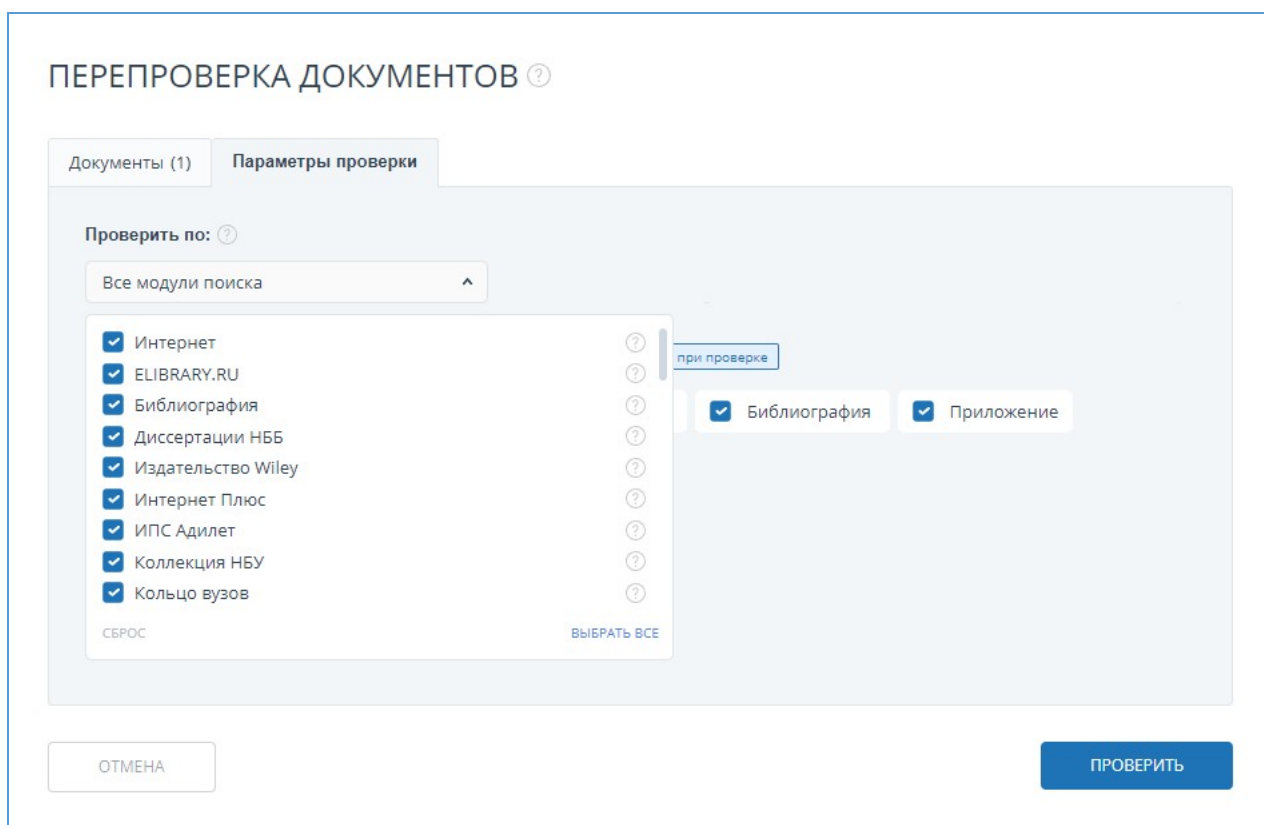 ПЕРЕПРОВЕРКА ДОКУМЕНТОВ ?
Документы (1) Параметры проверки
Проверить по: ?
Все модули поиска
Интернет ?
ELIBRARY.RU ?
при проверке
Библиография ?
Библиография Приложение
Диссертации НББ ?
Издательство Wiley ?
Интернет Плюс ?
ИПС Адилет ?
Коллекция НБУ ?
Кольцо вузов ?
СБРОС ВЫБРАТЬ ВСЕ
ОТМЕНА ПРОВЕРИТЬ